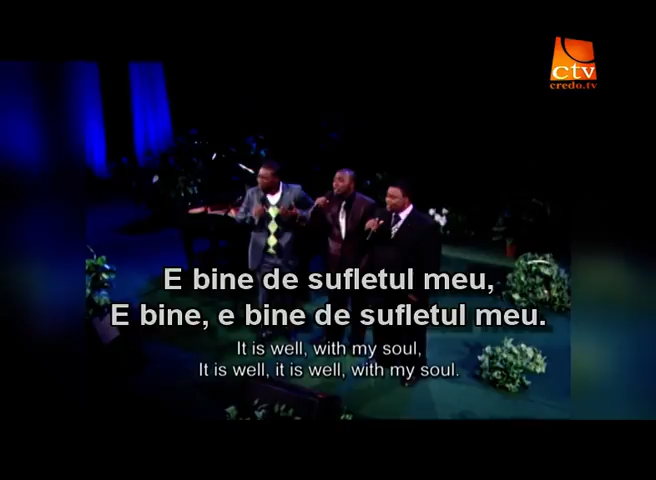 ctv
credo.tv
E bine de sufletul meu,
E bine, e bine de sufletul meu.
It is well, with my soul,
It is well, it is well, with my soul.